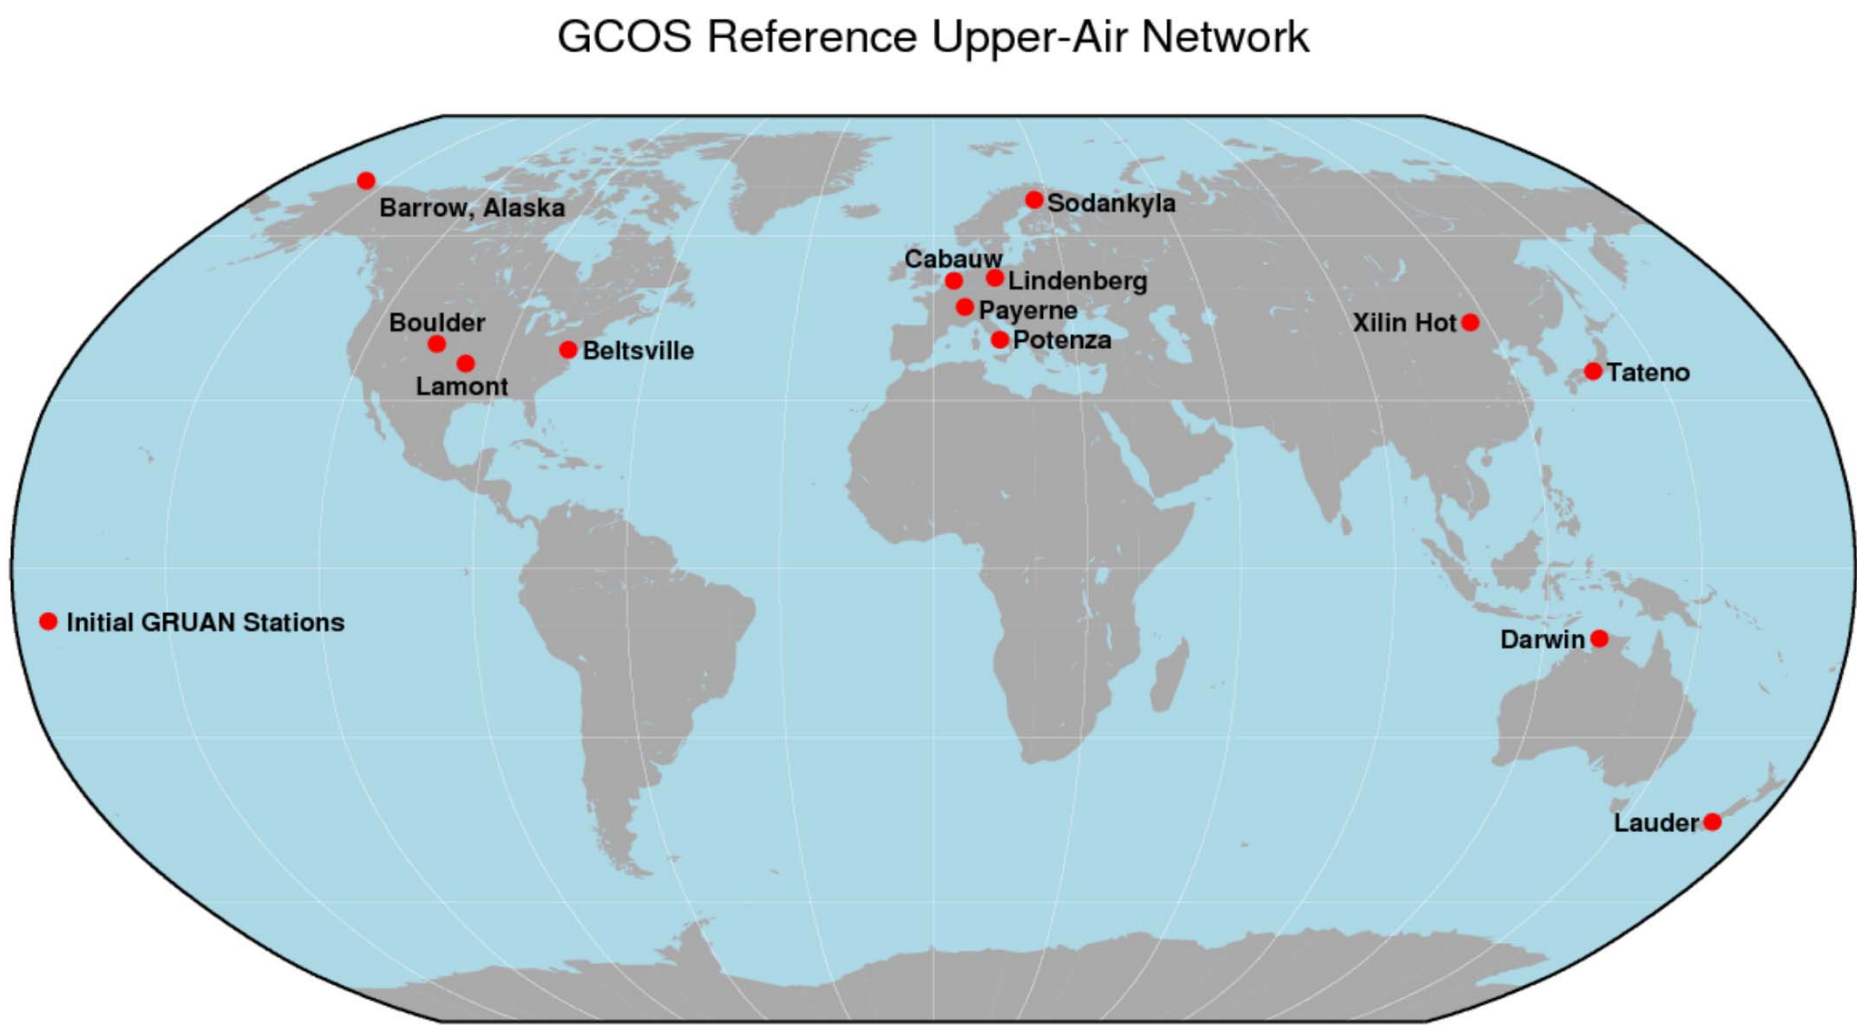 GCOS Reference Upper-Air Network
Barrow, Alaska
Sodankyla
Cabauw
Lindenberg
Payerne
Potenza
Boulder
Lamont
Beltsville
Xilin Hot
Tateno
Initial GRUAN Stations
Darwin
Lauder